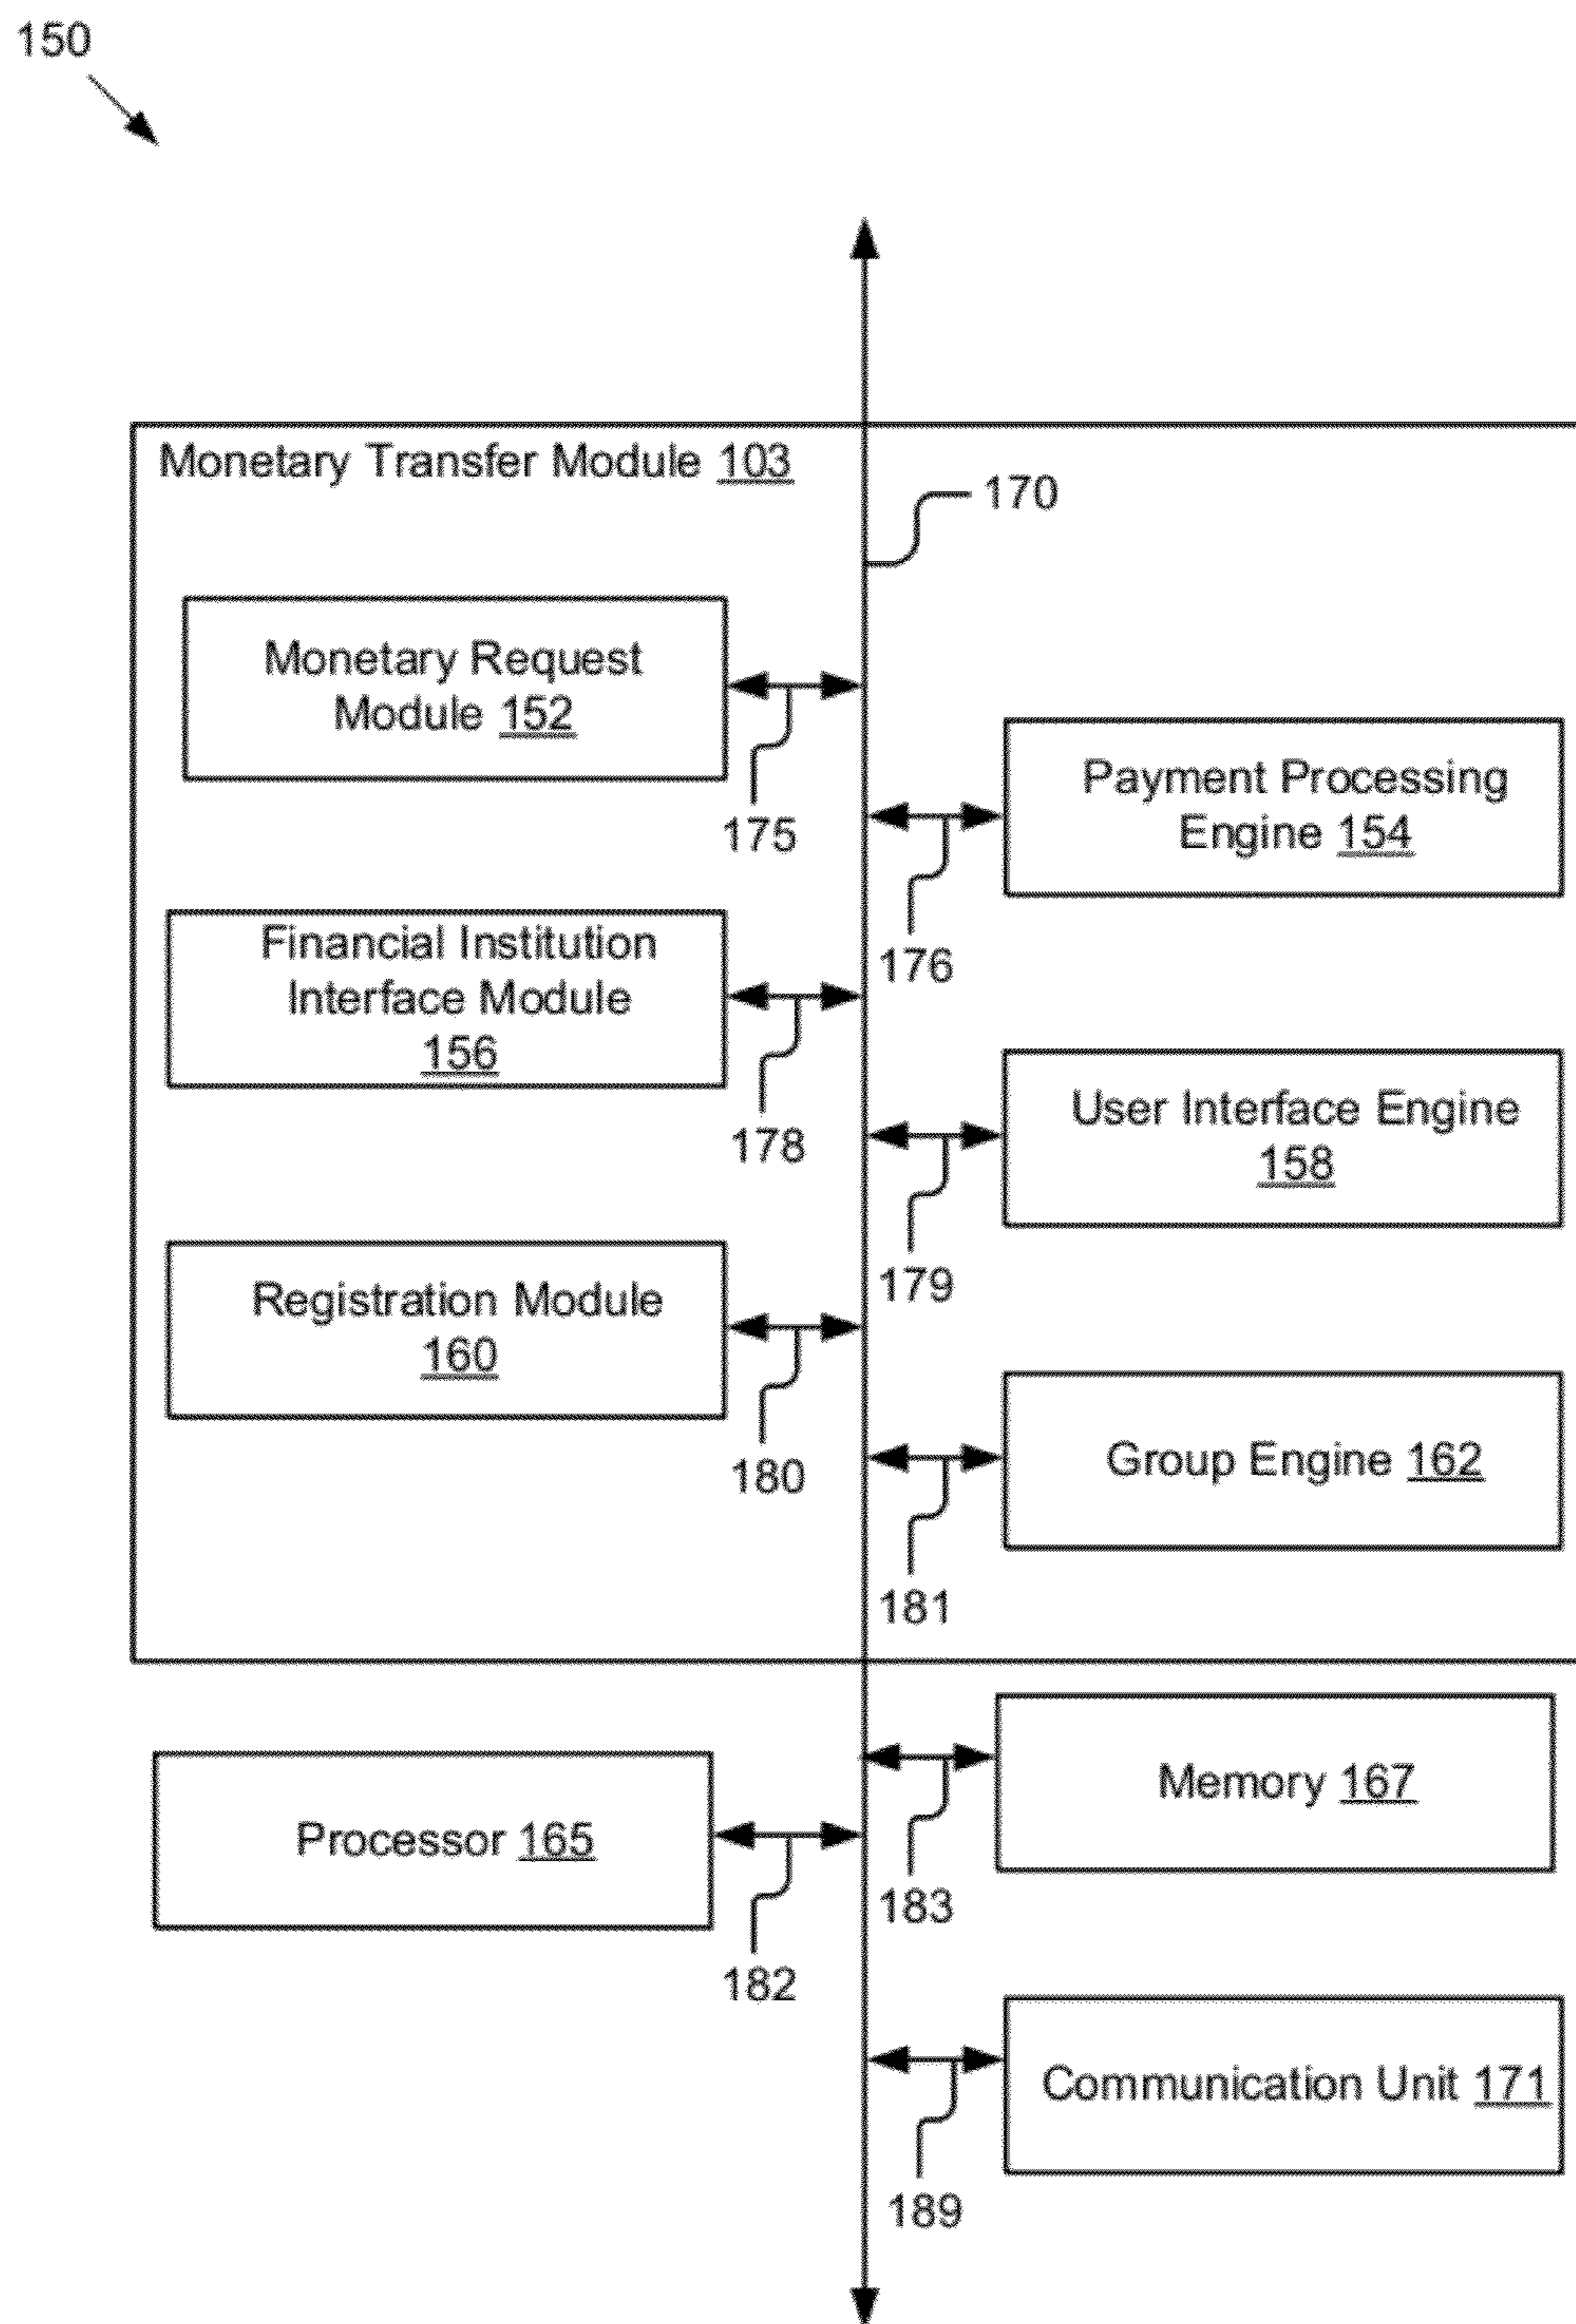 150
Monetary Transfer Module 103
170
Monetary Request
Module 152
175
Payment Processing
Engine 154
176
Financial Institution
Interface Module
156
178
User Interface Engine
158
179
Registration Module
160
180
Group Engine 162
181
Memory 167
183
Processor 165
182
Communication Unit 171
189